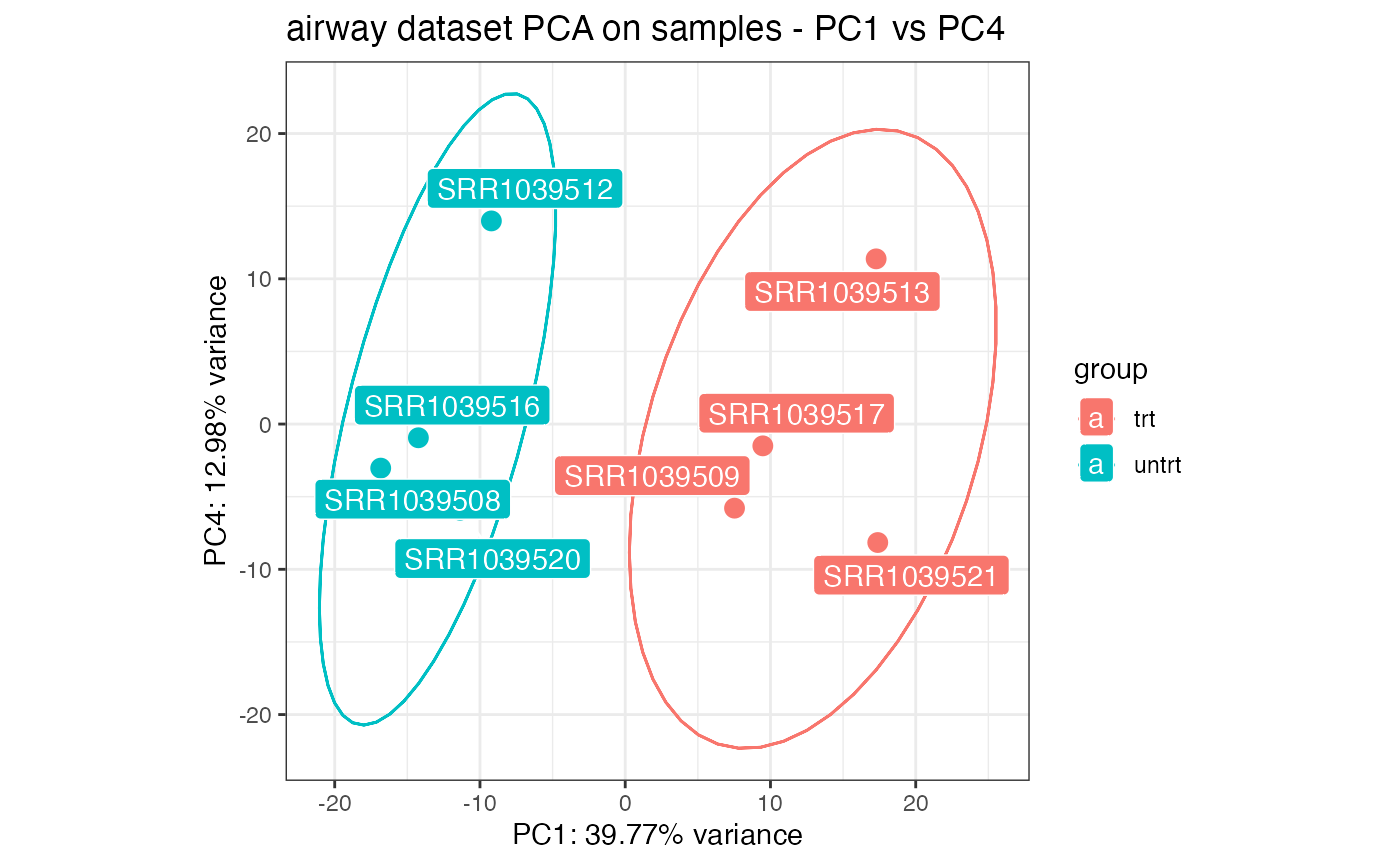 airway dataset PCA on samples - PC1 vs PC4
PC4: 12.98% variance
20
10
0
-10
-20
SRR1039512
SRR1039513
SRR1039516
SRR1039517
SRR1039509
SRR1039508
SRR1039520
SRR1039521
-20
-10
0
10
20
PC1: 39.77% variance
group
a trt
a untrt